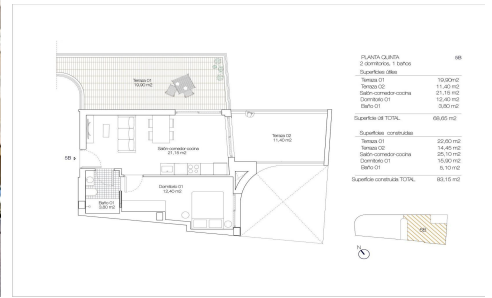 Terraza 01
19,90 m2
Salón-comedor-cocina
21,15 m2
Terraza 02
11,40 m2
5B
Dormitorio 01
12,40 m2
Baño 01
3,80 m2
PLANTA QUINTA 5B
2 dormitorios, 1 baños
Superficies útiles
Terraza 01 19,90m2
Terraza 02 11,40 m2
Salón-comedor-cocina 21,15 m2
Dormitorio 01 12,40 m2
Baño 01 3,80 m2
Superficie útil TOTAL 68,65 m2
Superficies construidas
Terraza 01 22,60 m2
Terraza 02 14,45 m2
Salón-comedor-cocina 25,10 m2
Dormitorio 01 15,90 m2
Baño 01 5,10 m2
Superficie construida TOTAL 83,15 m2
5B
N